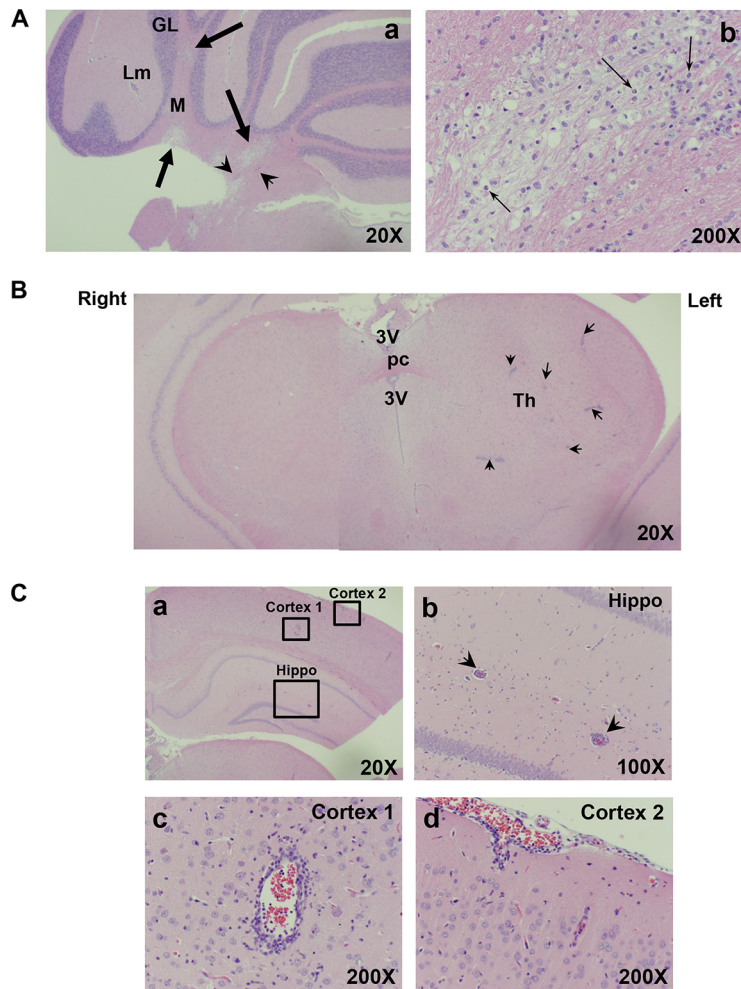 A
GL
a
Lm
M
20X
b
200X
B
Right
Left
3V
pc
3V
Th
20X
C
a
Cortex 2
Cortex 1
Hippo
20X
b
Hippo
100X
c
Cortex 1
200X
d
Cortex 2
200X